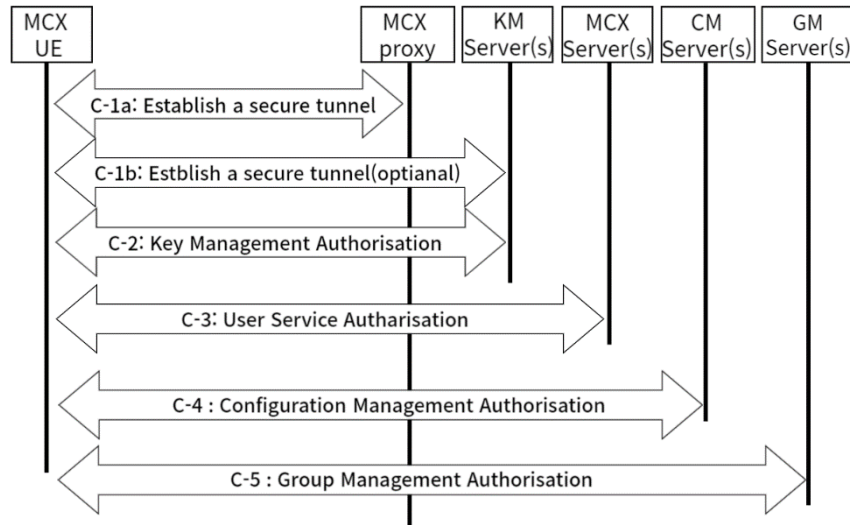 MCX UE
MCX proxy
KM Server(s)
MCX Server(s)
CM Server(s)
GM Server(s)
C-1a: Establish a secure tunnel
C-1b: Estblish a secure tunnel(optianal)
C-2: Key Management Authorisation
C-3: User Service Autharisation
C-4 : Configuration Management Authorisation
C-5 : Group Management Authorisation